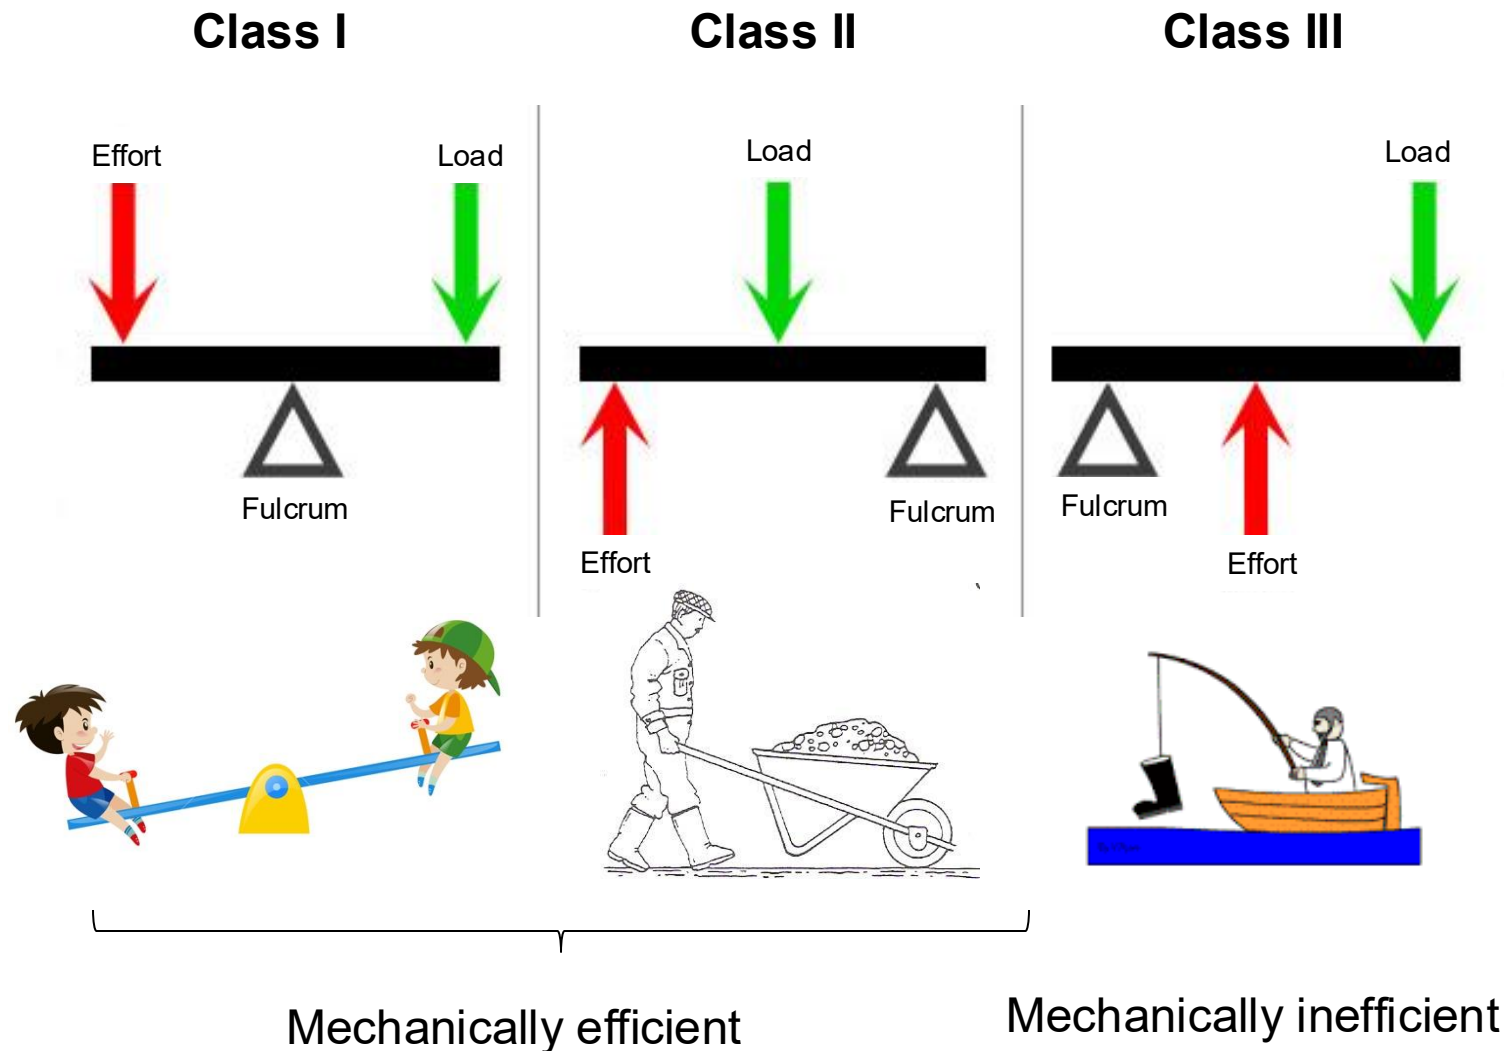 Class I
Class II
Class III
Effort
Load
Load
Load
Fulcrum
Fulcrum
Fulcrum
Effort
Effort
Mechanically efficient
Mechanically inefficient